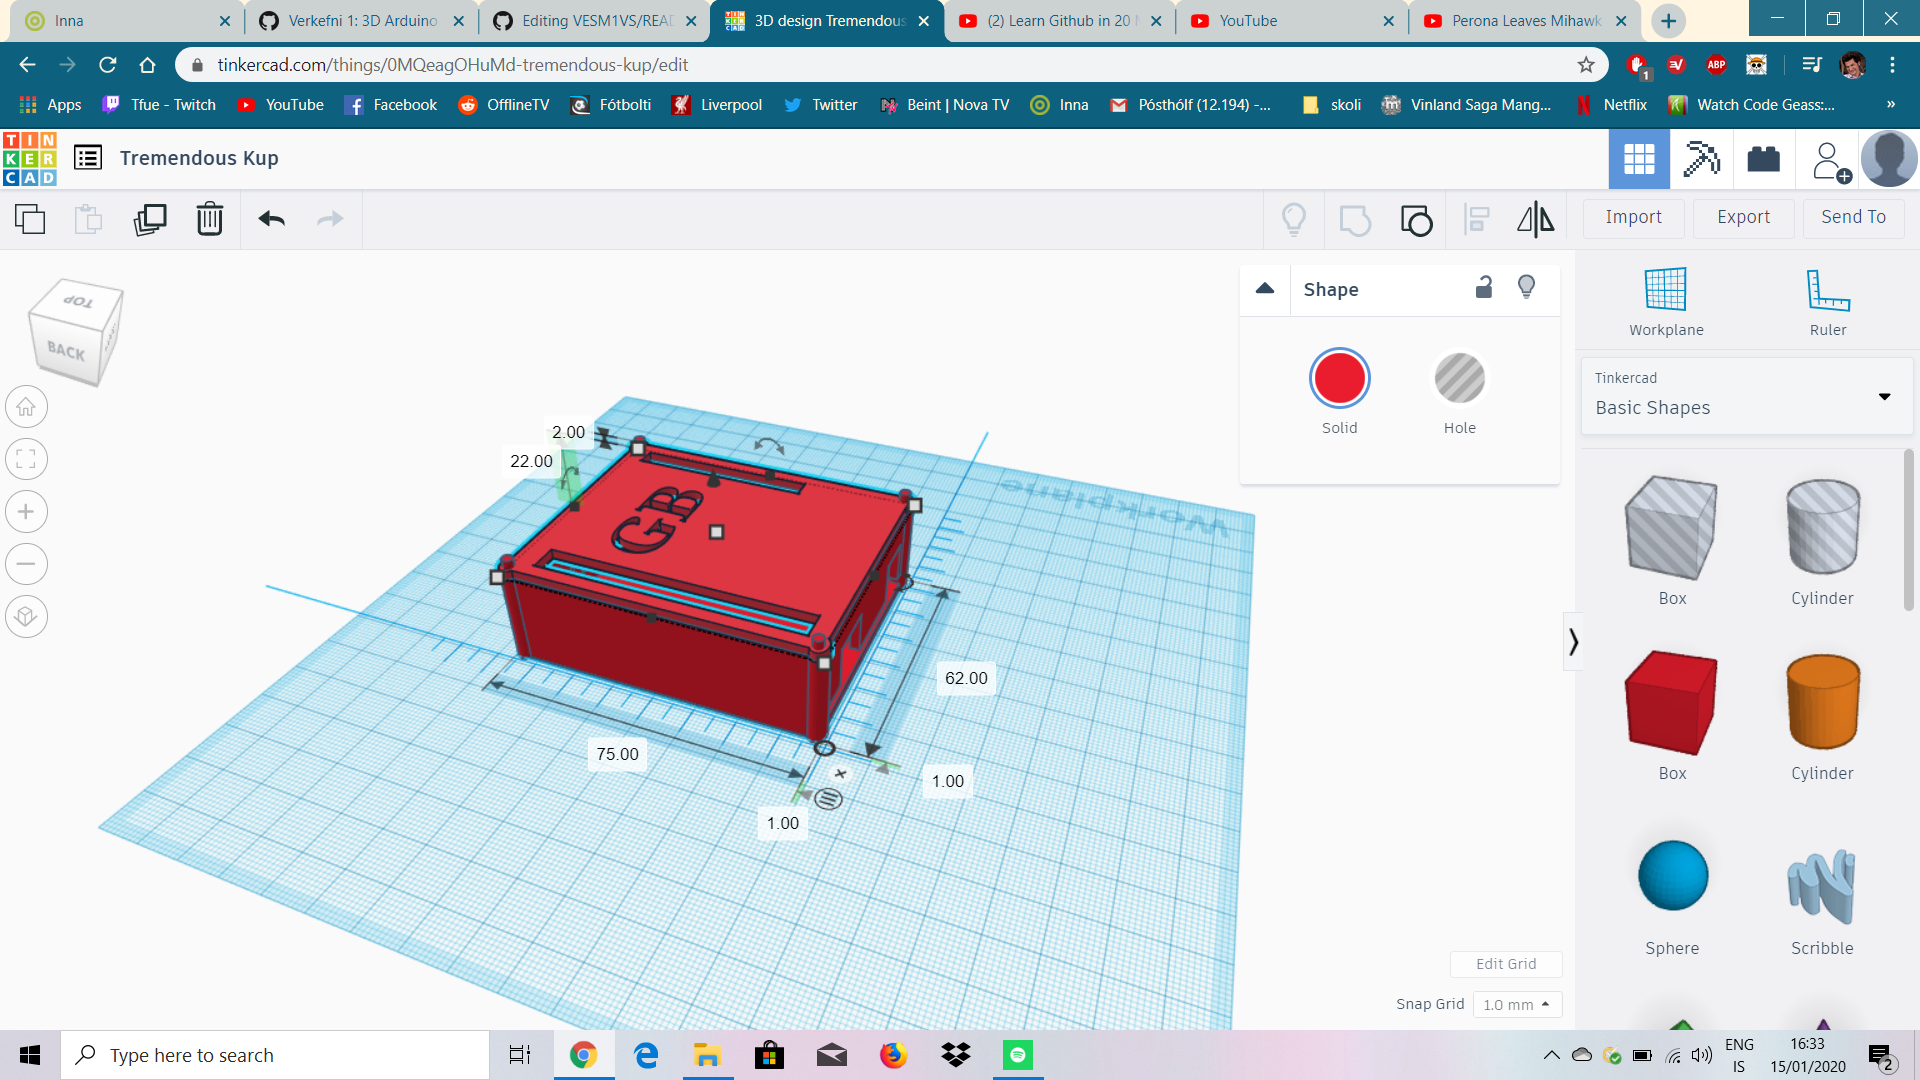 Inna
Verkefni 1: 3D Arduino
Editing VESM1VS/READ
3D design Tremendous
(2) Learn Github in 20 M
YouTube
Perona Leaves Mihawk
tinkercad.com/things/0MQeagOHuMd-tremendous-kup/edit
1
ABP
Apps
Tfue - Twitch
YouTube
Facebook
OfflineTV
Fótbolti
Liverpool
Twitter
Beint | Nova TV
Inna
Pósthólf (12.194) -...
skoli
Vinland Saga Mang...
Netflix
Watch Code Geass:...
»
TIN
KER
CAD
Tremendous Kup
Import
Export
Send To
TOP
BACK
Shape
Solid
Hole
Workplane
Ruler
Tinkercad
Basic Shapes
Box
Cylinder
Box
Cylinder
Sphere
Scribble
2.00
22.00
GB
Workplane
62.00
75.00
1.00
1.00
Edit Grid
Snap Grid
1.0 mm
Type here to search
ENG
IS
16:33
15/01/2020
2